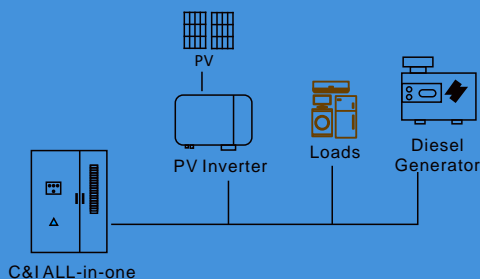 PV
PV Inverter
Loads
Diesel
Generator
C&I ALL-in-one